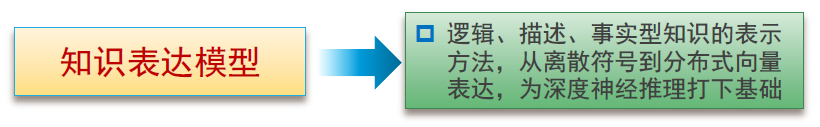 知识表达模型
逻辑、描述、事实型知识的表示
方法，从离散符号到分布式向量
表达，为深度神经推理打下基础